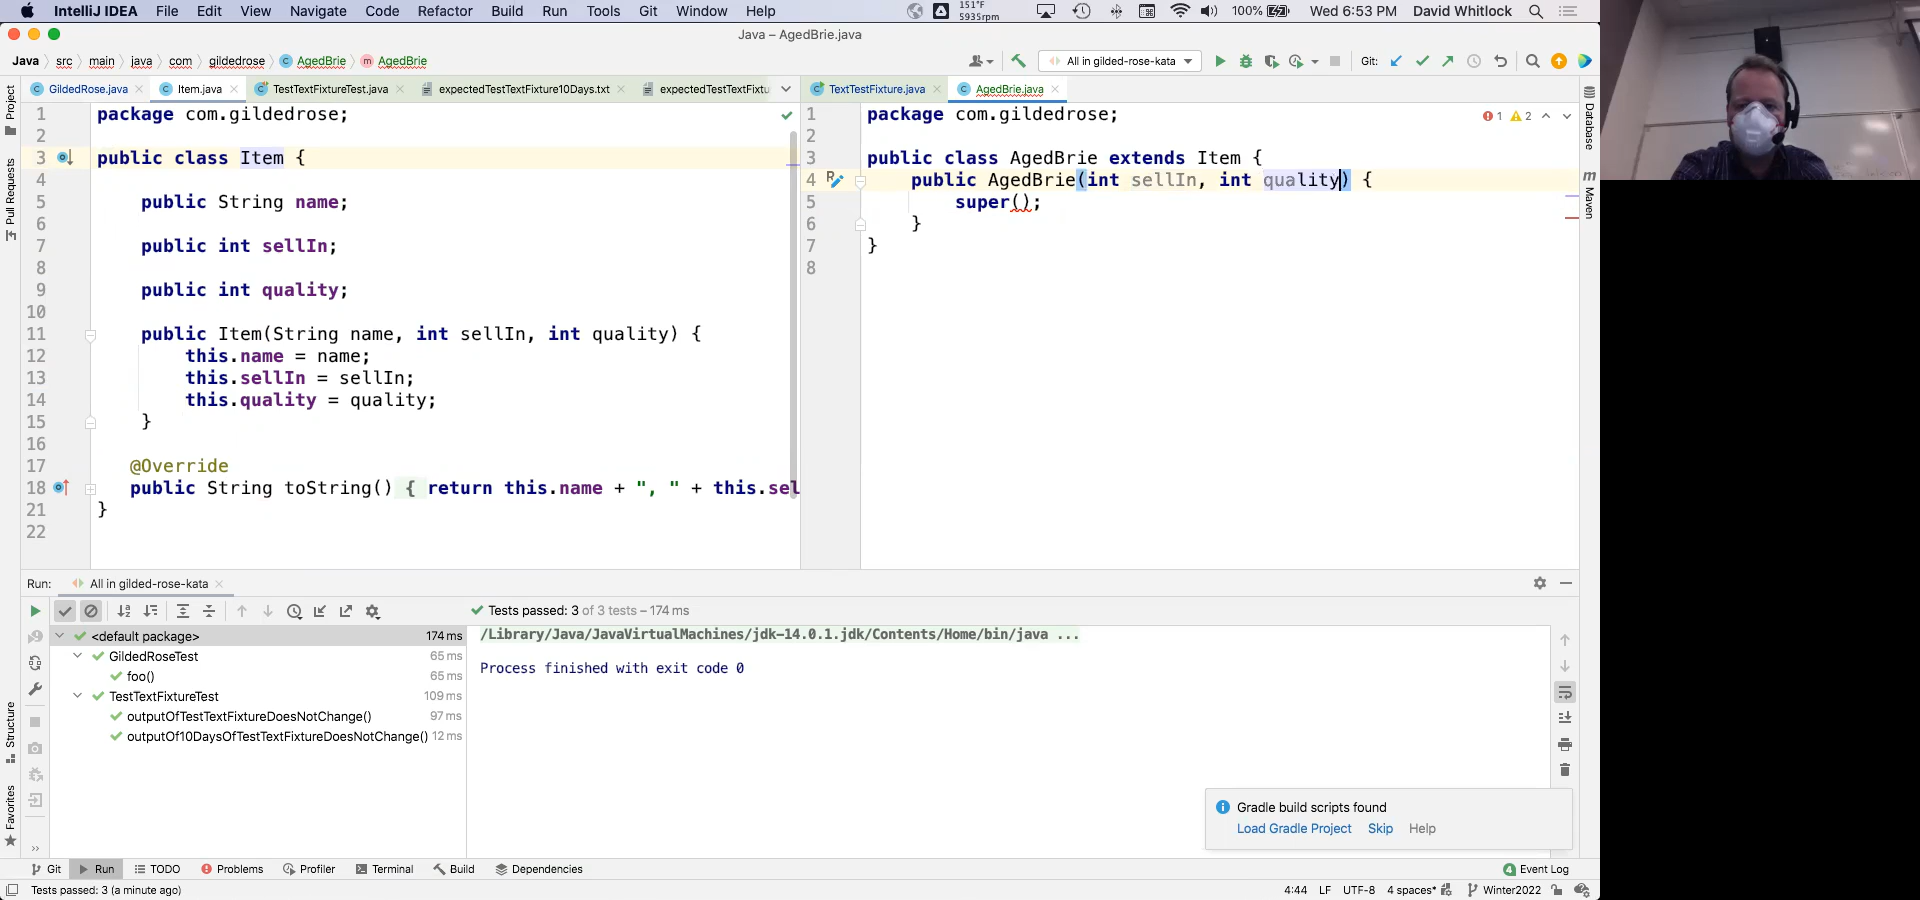 IntelliJ IDEA File Edit View Navigate Code Refactor Build Run Tools Git Window Help 151°F 5935rpm 100% Wed 6:53 PM David Whitlock
Java – AgedBrie.java
Java src main java com gildedrose AgedBrie AgedBrie All in gilded-rose-kata Git:
GildedRose.java Item.java TestTextFixtureTest.java expectedTestTextFixture10Days.txt expectedTestTextFixtu TextTestFixture.java AgedBrie.java
Project
Pull Requests
Structure
Favorites
Database
Maven
1 package com.gildedrose;
2
3 public class Item {
4
5 public String name;
6
7 public int sellIn;
8
9 public int quality;
10
11 public Item(String name, int sellIn, int quality) {
12 this.name = name;
13 this.sellIn = sellIn;
14 this.quality = quality;
15 }
16
17 @Override
18 public String toString() { return this.name + ", " + this.sel
21 }
22
1 package com.gildedrose;
2
3 public class AgedBrie extends Item {
4 public AgedBrie(int sellIn, int quality) {
5 super();
6 }
7 }
8
1 2
Run: All in gilded-rose-kata
Tests passed: 3 of 3 tests – 174 ms
<default package> 174 ms
GildedRoseTest 65 ms
foo() 65 ms
TestTextFixtureTest 109 ms
outputOfTestTextFixtureDoesNotChange() 97 ms
outputOf10DaysOfTestTextFixtureDoesNotChange() 12 ms
/Library/Java/JavaVirtualMachines/jdk-14.0.1.jdk/Contents/Home/bin/java ...
Process finished with exit code 0
Gradle build scripts found
Load Gradle Project Skip Help
Git Run TODO Problems Profiler Terminal Build Dependencies 4 Event Log
Tests passed: 3 (a minute ago) 4:44 LF UTF-8 4 spaces* Winter2022